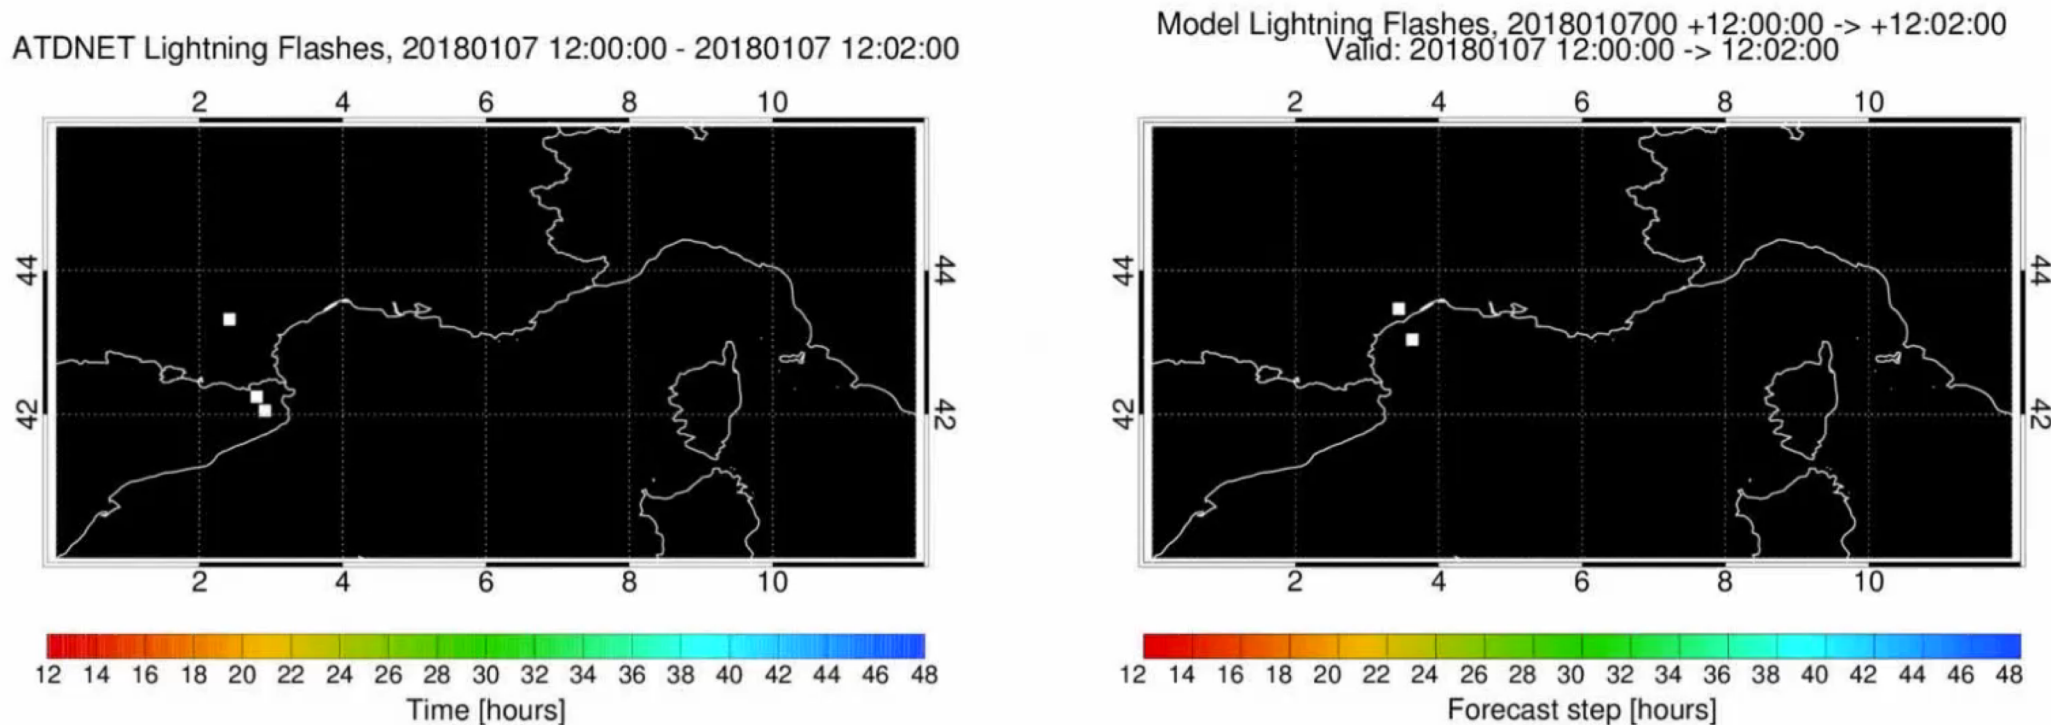 ATDNET Lightning Flashes, 20180107 12:00:00 - 20180107 12:02:00
2 4 6 8 10
44 44
42 42
2 4 6 8 10
12 14 16 18 20 22 24 26 28 30 32 34 36 38 40 42 44 46 48
Time [hours]
Model Lightning Flashes, 2018010700 +12:00:00 -> +12:02:00
Valid: 20180107 12:00:00 -> 12:02:00
2 4 6 8 10
44 44
42 42
2 4 6 8 10
12 14 16 18 20 22 24 26 28 30 32 34 36 38 40 42 44 46 48
Forecast step [hours]